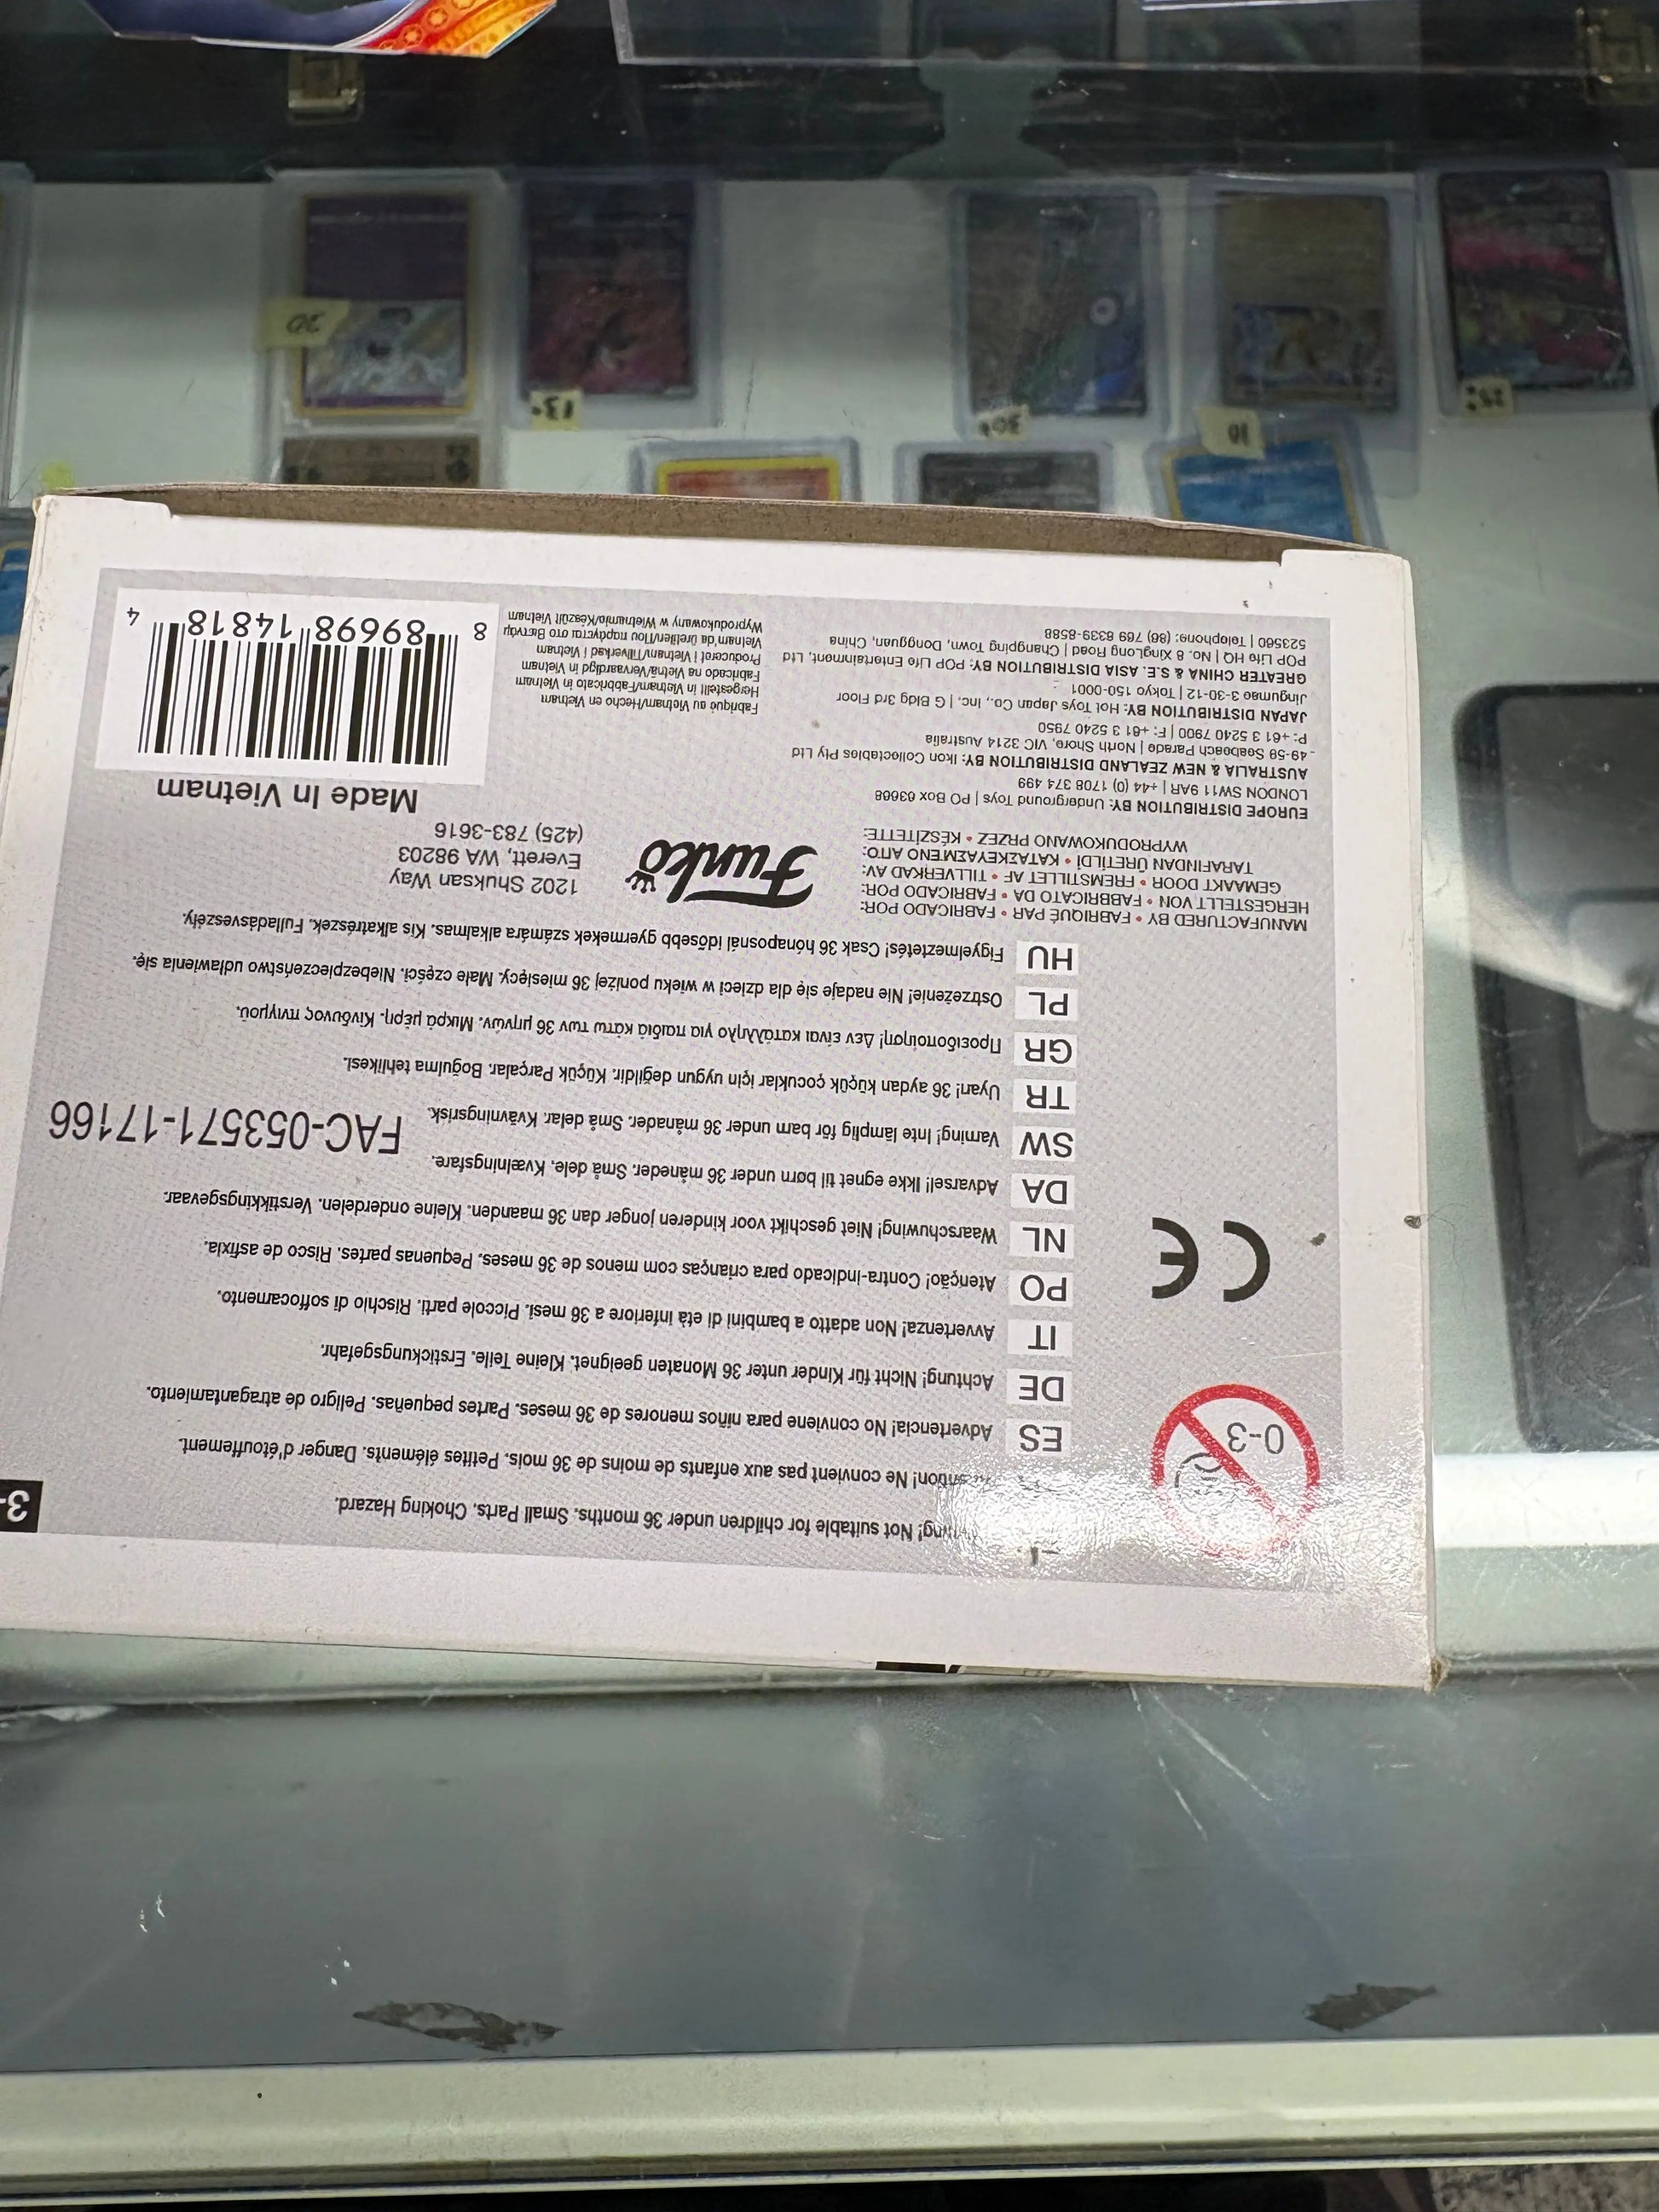 Not suitable for children under 36 months. Small Parts. Choking Hazard.
Ne convient pas aux enfants de moins de 36 mois. Petites éléments. Danger d'étouffement.
ES Advertencia! No conviene para niños menores de 36 meses. Partes pequeñas. Peligro de atragantamiento.
DE Achtung! Nicht für Kinder unter 36 Monaten geeignet. Kleine Teile. Erstickungsgefahr.
IT Avvertenza! Non adatto a bambini di età inferiore a 36 mesi. Piccole parti. Rischio di soffocamento.
PO Atenção! Contra-indicado para crianças com menos de 36 meses. Pequenas partes. Risco de asfixia.
NL Waarschuwing! Niet geschikt voor kinderen jonger dan 36 maanden. Kleine onderdelen. Verstikkingsgevaar.
DA Advarsel! Ikke egnet til børn under 36 måneder. Små dele. Kvælningsfare.
SW Varning! Inte lämplig för barn under 36 månader. Små delar. Kvävningsrisk.
TR Uyarı! 36 aydan küçük çocuklar için uygun değildir. Küçük Parçalar. Boğulma tehlikesi.
GR Προειδοποίηση! Δεν είναι κατάλληλο για παιδιά κάτω των 36 μηνών. Μικρά μέρη. Κίνδυνος πνιγμού.
PL Ostrzeżenie! Nie nadaje się dla dzieci w wieku poniżej 36 miesięcy. Małe części. Niebezpieczeństwo udławienia się.
HU Figyelmeztetés! Csak 36 hónaposnál idősebb gyermekek számára alkalmas. Kis alkatrészek. Fulladásveszély.
0-3
CE
3-
FAC-053571-17166
MANUFACTURED BY • FABRIQUÉ PAR • FABRICADO POR:
HERGESTELLT VON • FABBRICATO DA • FABRICADO POR:
GEMAAKT DOOR • FREMSTILLET AF • TILLVERKAD AV:
TARAFINDAN ÜRETİLDİ • ΚΑΤΑΣΚΕΥΑΣΜΕΝΟ ΑΠΟ:
WYPRODUKOWANO PRZEZ • KÉSZÍTETTE:
Funko
1202 Shuksan Way
Everett, WA 98203
(425) 783-3616
EUROPE DISTRIBUTION BY: Underground Toys | PO Box 63668
LONDON SW11 9AR | +44 (0) 1708 374 499
AUSTRALIA & NEW ZEALAND DISTRIBUTION BY: Ikon Collectables Pty Ltd
49-58 Seabeach Parade | North Shore, VIC 3214 Australia
P: +61 3 5240 7900 | F: +61 3 5240 7950
JAPAN DISTRIBUTION BY: Hot Toys Japan Co., Inc, | G Bldg 3rd Floor
Jingumae 3-30-12 | Tokyo 150-0001
GREATER CHINA & S.E. ASIA DISTRIBUTION BY: POP Life Entertainment, Ltd
POP Life HQ | No. 8 XingLong Road | Changping Town, Dongguan, China
523560 | Telephone: (86) 769 8339-8588
Made In Vietnam
Fabriqué au Vietnam/Hecho en Vietnam
Hergestellt in Vietnam/Fabbricato in Vietnam
Fabricado na Vietnã/Vervaardigd in Vietnam
Produceret i Vietnam/Tillverkad i Vietnam
Vietnam da üretilen/Που παράγεται στο Βιετνάμ
Wyprodukowany w Wietnamia/Készült Vietnam
8 89698 14818 4
20
10